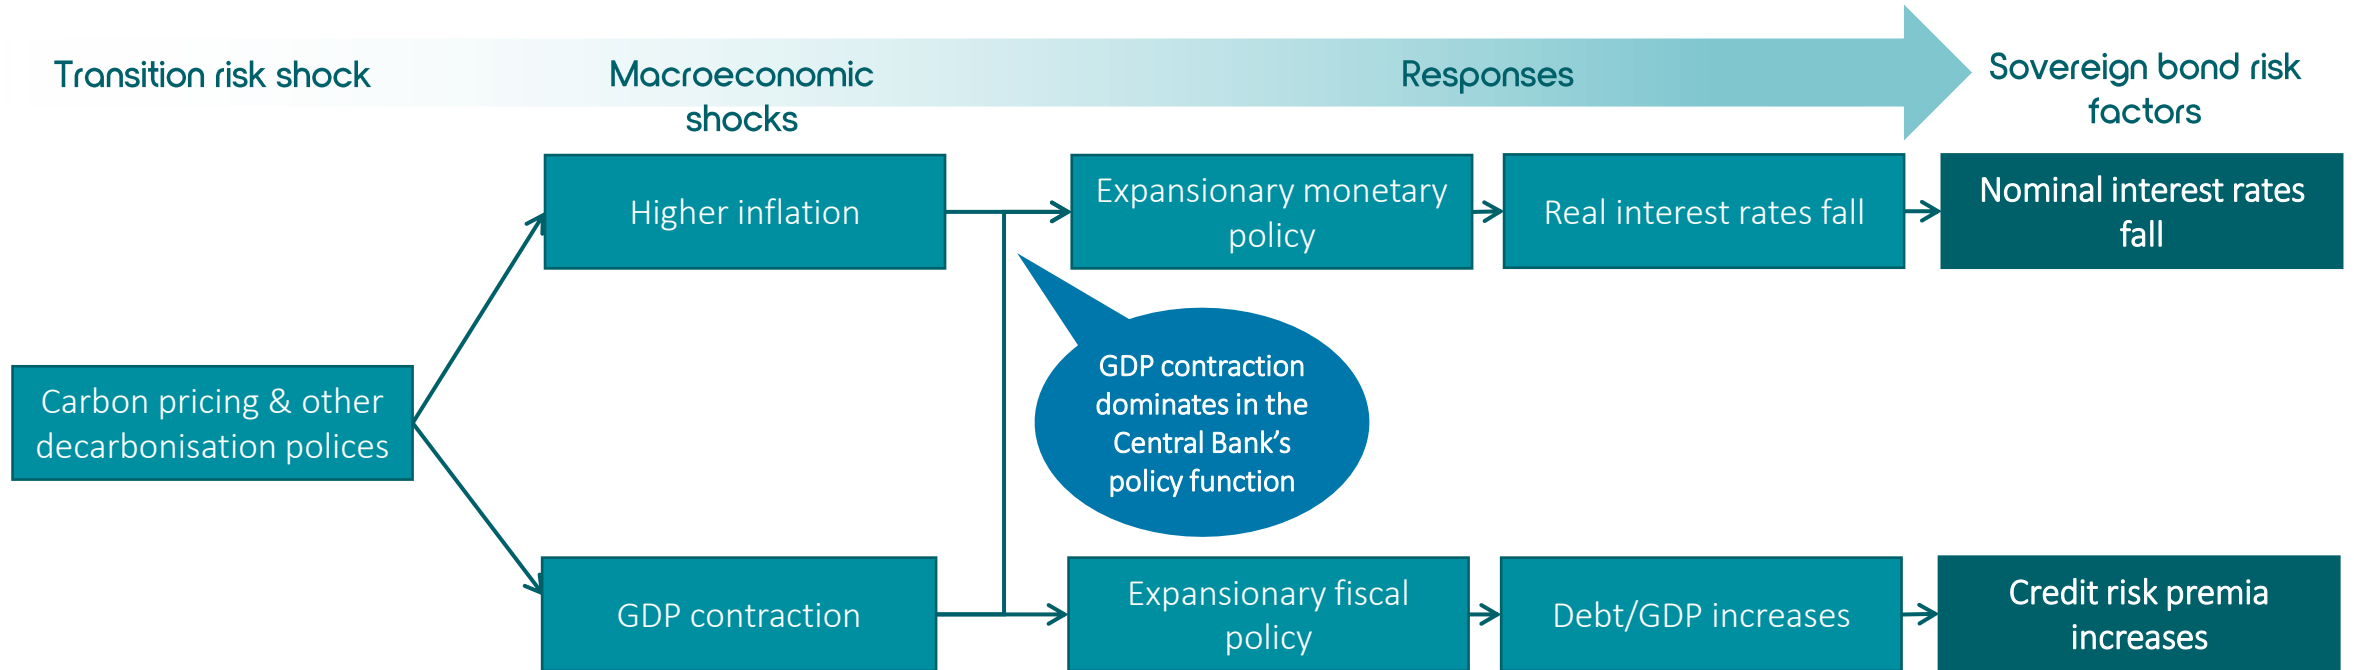 Transition risk shock
Macroeconomic
shocks
Responses
Sovereign bond risk
factors
Higher inflation
Expansionary monetary
policy
Real interest rates fall
Nominal interest rates
fall
GDP contraction
dominates in the
Central Bank's
policy function
Carbon pricing & other
decarbonisation polices
GDP contraction
Expansionary fiscal
policy
Debt/GDP increases
Credit risk premia
increases